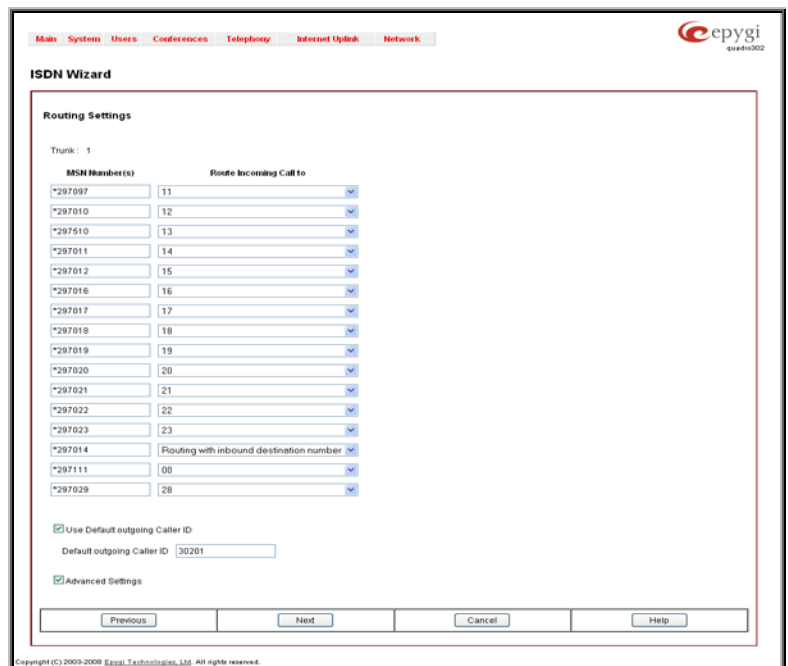 Main System Users Conferences Telephony Internet Uplink Network
epygi
quadro302
ISDN Wizard
Routing Settings
Trunk: 1
MSN Number(s) Route Incoming Call to
*297097 11
*297010 12
*297510 13
*297011 14
*297012 15
*297016 16
*297017 17
*297018 18
*297019 19
*297020 20
*297021 21
*297022 22
*297023 23
*297014 Routing with inbound destination number
*297111 00
*297029 28
Use Default outgoing Caller ID
Default outgoing Caller ID 30201
Advanced Settings
Previous Next Cancel Help
Copyright (C) 2003-2008 Epygi Technologies, Ltd. All rights reserved.